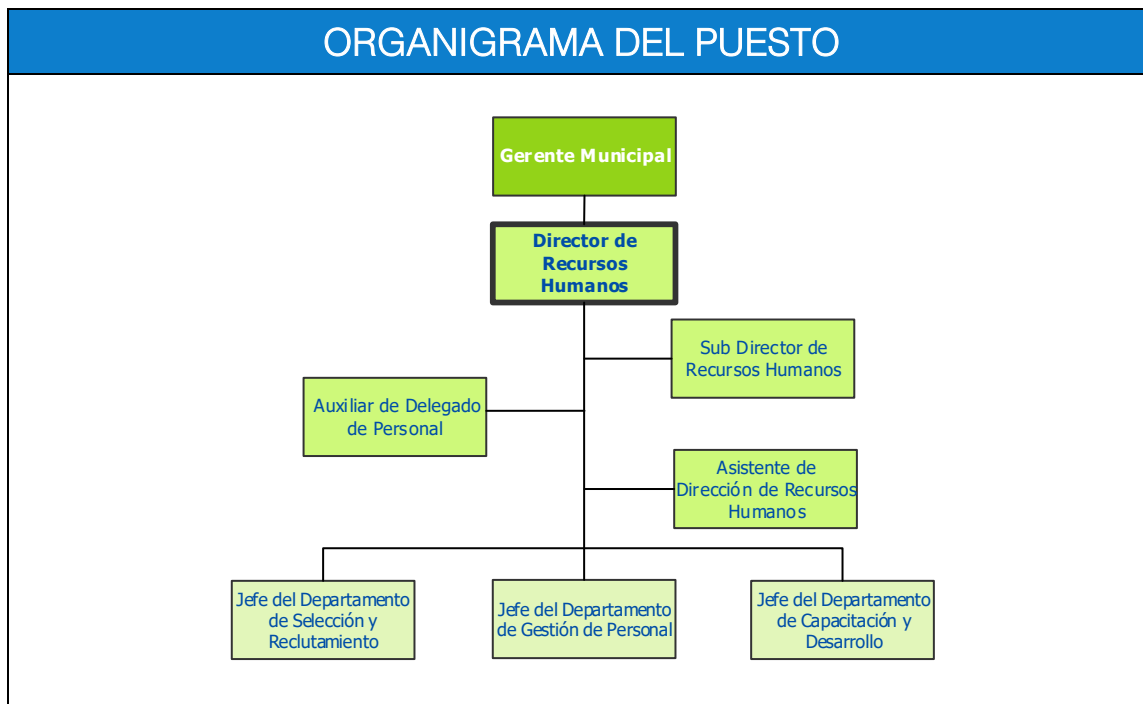 ORGANIGRAMA DEL PUESTO
Gerente Municipal
Director de
Recursos
Humanos
Sub Director de
Recursos Humanos
Auxiliar de Delegado
de Personal
Asistente de
Dirección de Recursos
Humanos
Jefe del Departamento
de Selección y
Reclutamiento
Jefe del Departamento
de Gestión de Personal
Jefe del Departamento
de Capacitación y
Desarrollo